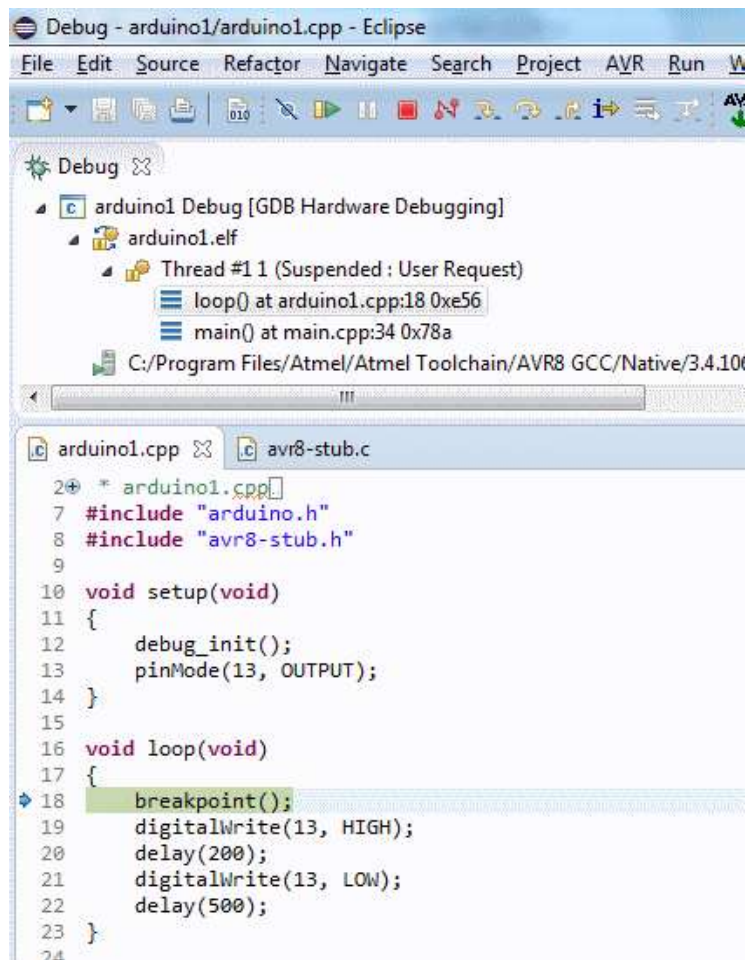 Debug - arduino1/arduino1.cpp - Eclipse
File Edit Source Refactor Navigate Search Project AVR Run
Debug
arduino1 Debug [GDB Hardware Debugging]
arduino1.elf
Thread #1 1 (Suspended : User Request)
loop() at arduino1.cpp:18 0xe56
main() at main.cpp:34 0x78a
C:/Program Files/Atmel/Atmel Toolchain/AVR8 GCC/Native/3.4.106
arduino1.cpp avr8-stub.c
2 * arduino1.cpp
7 #include "arduino.h"
8 #include "avr8-stub.h"
9
10 void setup(void)
11 {
12 debug_init();
13 pinMode(13, OUTPUT);
14 }
15
16 void loop(void)
17 {
18 breakpoint();
19 digitalWrite(13, HIGH);
20 delay(200);
21 digitalWrite(13, LOW);
22 delay(500);
23 }
24